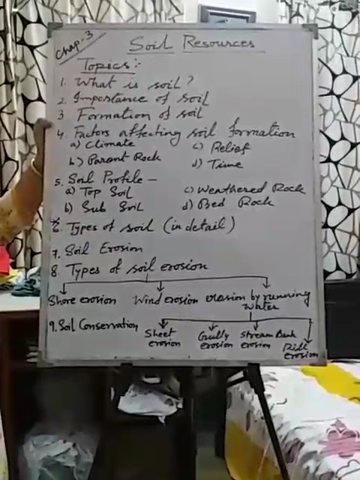 Chap. 3
Soil Resources
Topics:-
1. What is soil?
2. Importance of soil
3 Formation of soil
4. Factors affecting soil formation
a) Climate c) Relief
b) Parent Rock d) Time
5. Soil Profile –
a) Top Soil c) Weathered Rock
b) Sub Soil d) Bed Rock
* 6. Types of soil (in detail)
7. Soil Erosion
8. Types of soil erosion
Shore erosion Wind erosion erosion by running
Water
9. Soil Conservation Sheet Gully Stream Bank Rill
erosion erosion erosion erosion